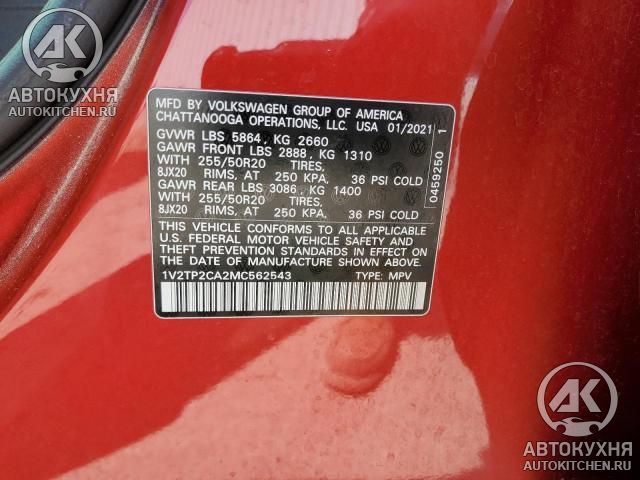 AK
АВТОКУХНЯ
AUTOKITCHEN.RU
MFD BY VOLKSWAGEN GROUP OF AMERICA
CHATTANOOGA OPERATIONS, LLC. USA 01/2021
GVWR LBS 5864, KG 2660
GAWR FRONT LBS 2888, KG 1310
WITH 255/50R20 TIRES,
8JX20 RIMS, AT 250 KPA, 36 PSI COLD
GAWR REAR LBS 3086, KG 1400
WITH 255/50R20 TIRES,
8JX20 RIMS, AT 250 KPA, 36 PSI COLD
THIS VEHICLE CONFORMS TO ALL APPLICABLE
U.S. FEDERAL MOTOR VEHICLE SAFETY AND
THEFT PREVENTION STANDARDS IN EFFECT ON
THE DATE OF MANUFACTURE SHOWN ABOVE.
1V2TP2CA2MC562543 TYPE: MPV
0459250 1
AK
АВТОКУХНЯ
AUTOKITCHEN.RU